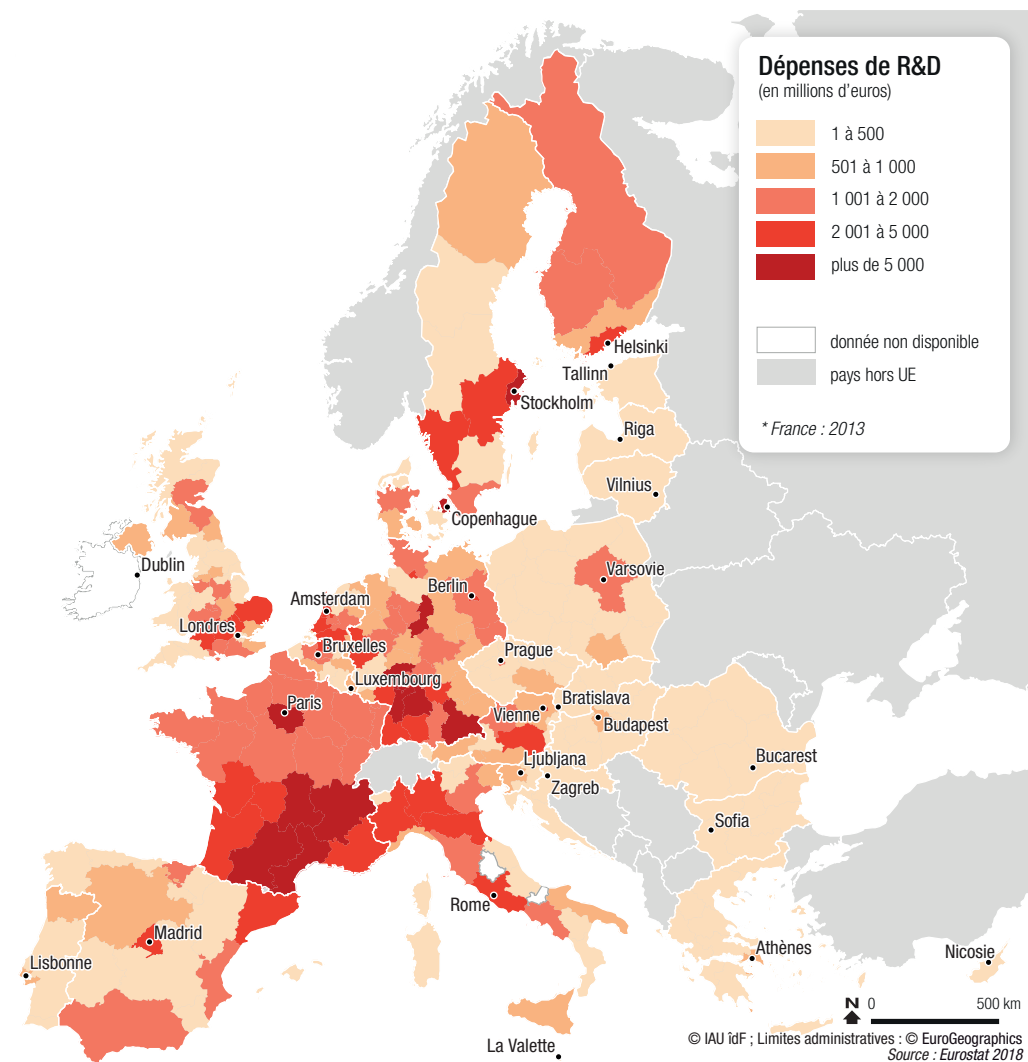 Dépenses de R&D
(en millions d'euros)
1 à 500
501 à 1 000
1 001 à 2 000
2 001 à 5 000
plus de 5 000
donnée non disponible
pays hors UE
* France : 2013
Helsinki
Tallinn
Stockholm
Riga
Vilnius
Copenhague
Dublin
Varsovie
Berlin
Amsterdam
Londres
Bruxelles
Prague
Luxembourg
Paris
Bratislava
Vienne
Budapest
Ljubljana
Bucarest
Zagreb
Sofia
Rome
Madrid
Athènes
Nicosie
Lisbonne
N 0 500 km
La Valette
© IAU îdF ; Limites administratives : © EuroGeographics
Source : Eurostat 2018